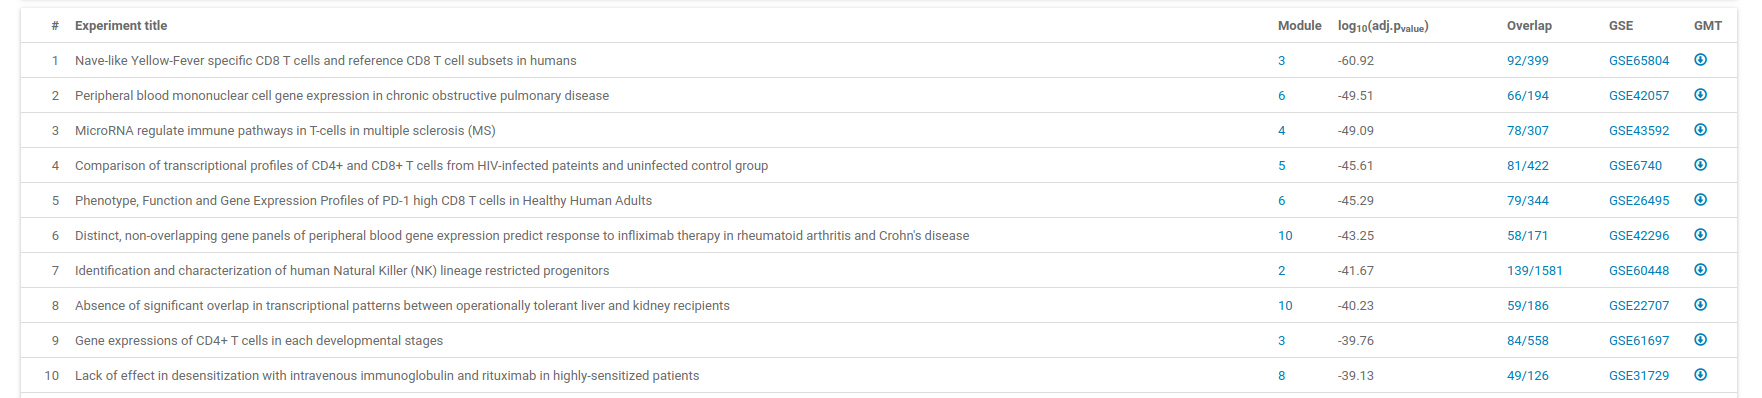 # Experiment title Module log10(adj.pvalue) Overlap GSE GMT
1 Nave-like Yellow-Fever specific CD8 T cells and reference CD8 T cell subsets in humans 3 -60.92 92/399 GSE65804
2 Peripheral blood mononuclear cell gene expression in chronic obstructive pulmonary disease 6 -49.51 66/194 GSE42057
3 MicroRNA regulate immune pathways in T-cells in multiple sclerosis (MS) 4 -49.09 78/307 GSE43592
4 Comparison of transcriptional profiles of CD4+ and CD8+ T cells from HIV-infected pateints and uninfected control group 5 -45.61 81/422 GSE6740
5 Phenotype, Function and Gene Expression Profiles of PD-1 high CD8 T cells in Healthy Human Adults 6 -45.29 79/344 GSE26495
6 Distinct, non-overlapping gene panels of peripheral blood gene expression predict response to infliximab therapy in rheumatoid arthritis and Crohn's disease 10 -43.25 58/171 GSE42296
7 Identification and characterization of human Natural Killer (NK) lineage restricted progenitors 2 -41.67 139/1581 GSE60448
8 Absence of significant overlap in transcriptional patterns between operationally tolerant liver and kidney recipients 10 -40.23 59/186 GSE22707
9 Gene expressions of CD4+ T cells in each developmental stages 3 -39.76 84/558 GSE61697
10 Lack of effect in desensitization with intravenous immunoglobulin and rituximab in highly-sensitized patients 8 -39.13 49/126 GSE31729